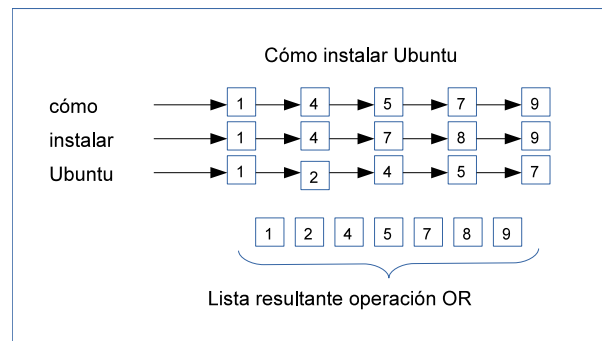 Cómo instalar Ubuntu
cómo 1 4 5 7 9
instalar 1 4 7 8 9
Ubuntu 1 2 4 5 7
1 2 4 5 7 8 9
Lista resultante operación OR